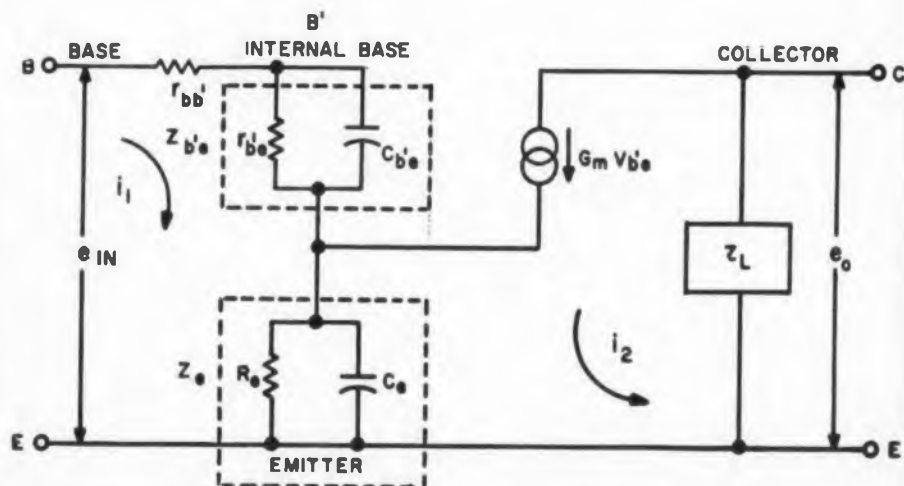 B'
BASE
INTERNAL BASE
COLLECTOR
B
C
r_bb'
Z_b'e
r_b'e
C_b'e
G_m V_b'e
i_1
e_IN
Z_L
e_o
Z_e
R_e
C_e
i_2
E
EMITTER
E